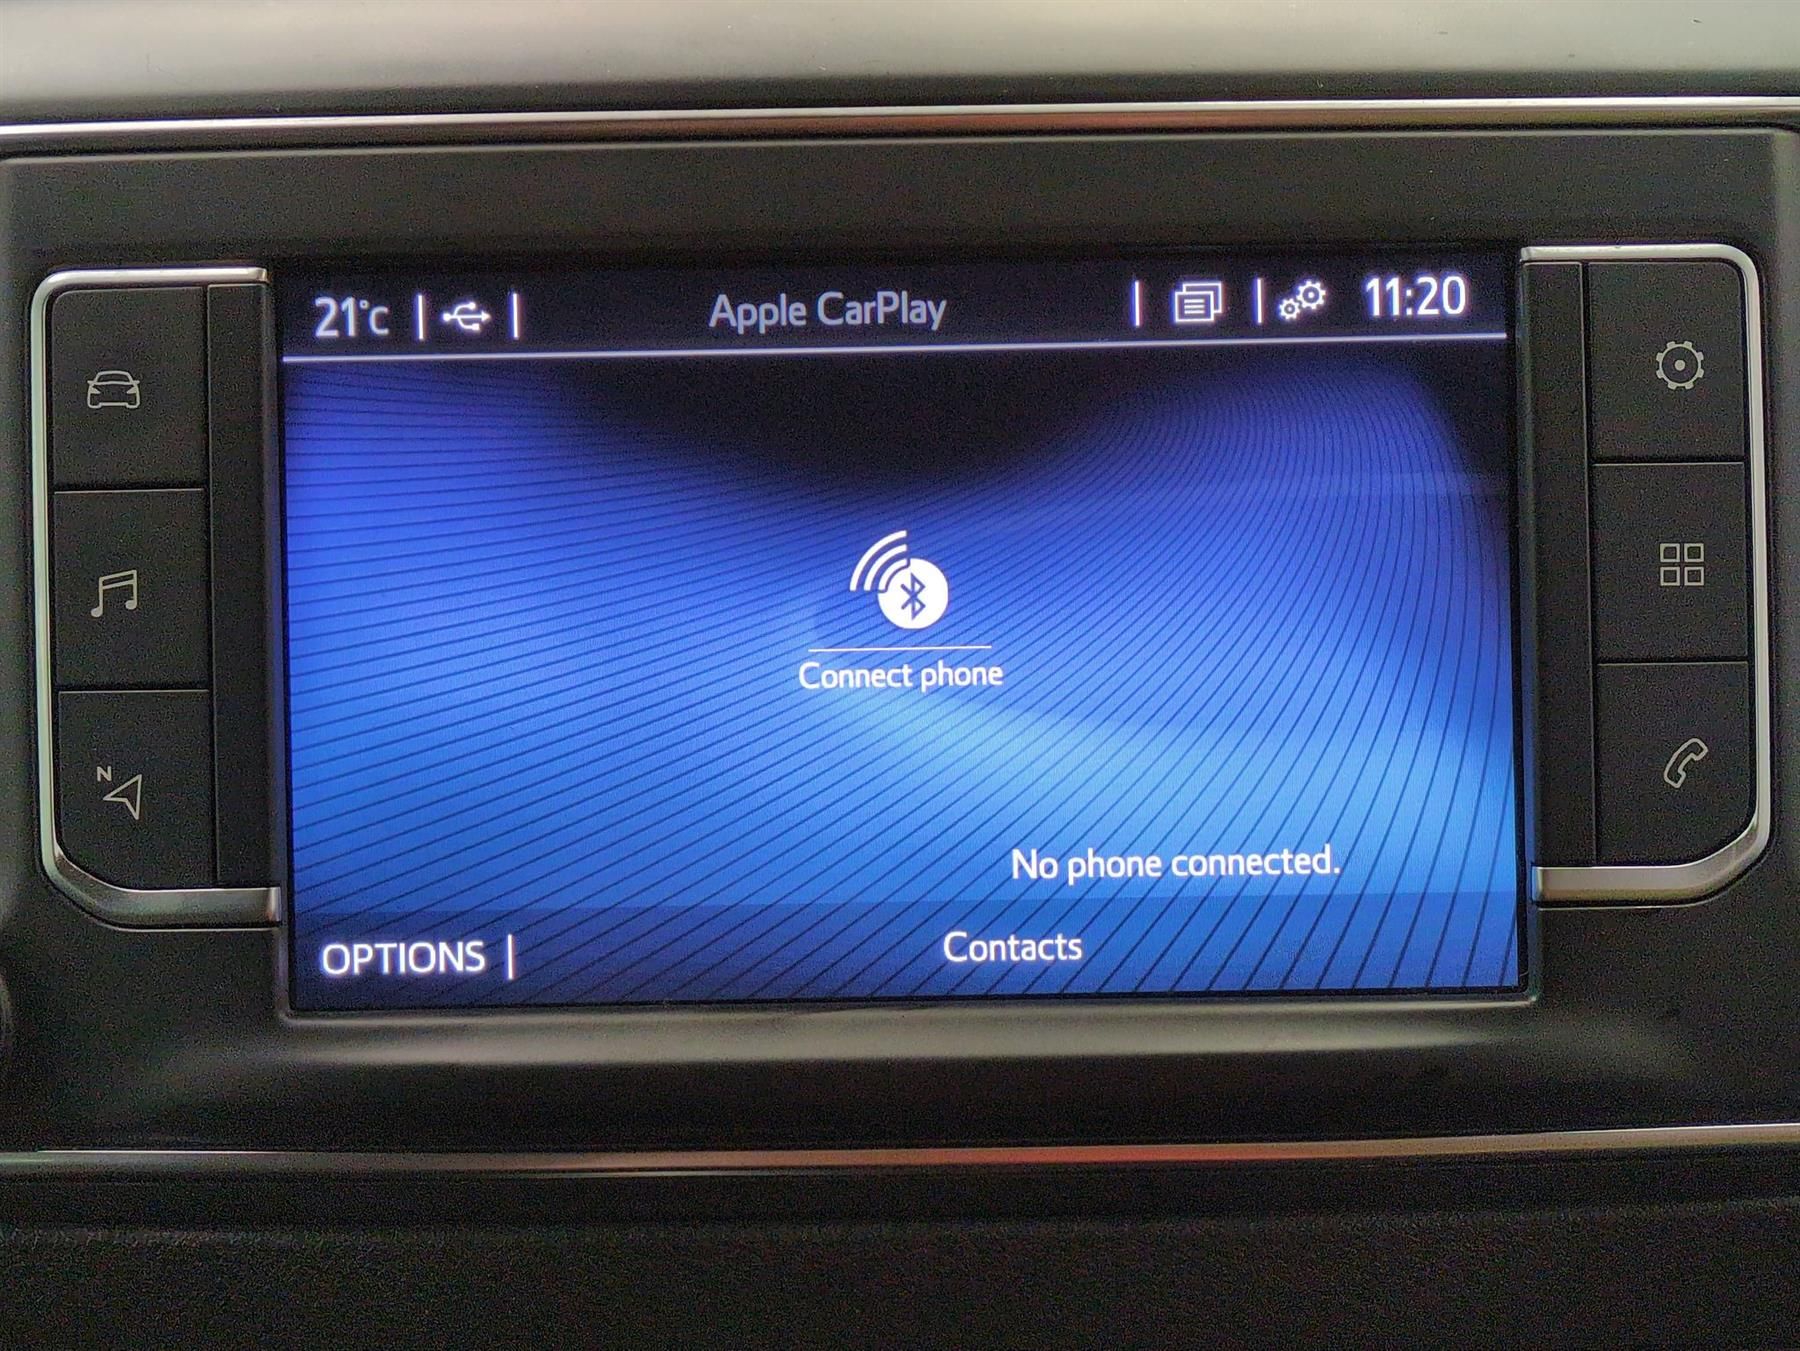 21°C
Apple CarPlay
11:20
Connect phone
No phone connected.
OPTIONS
Contacts
N